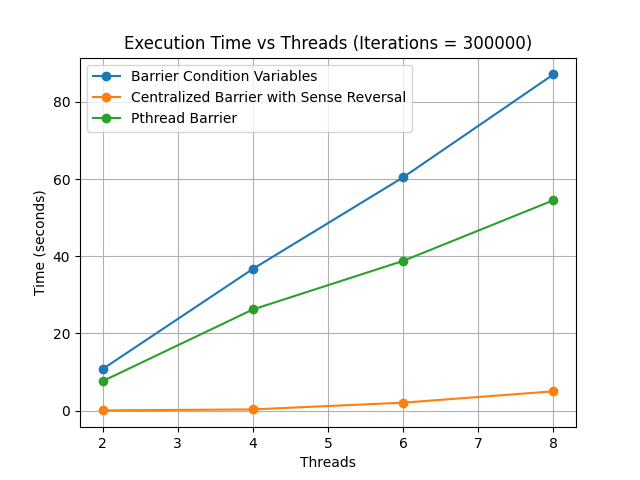 Execution Time vs Threads (Iterations = 300000)
Barrier Condition Variables
Centralized Barrier with Sense Reversal
Pthread Barrier
80
60
40
20
0
Time (seconds)
2 3 4 5 6 7 8
Threads